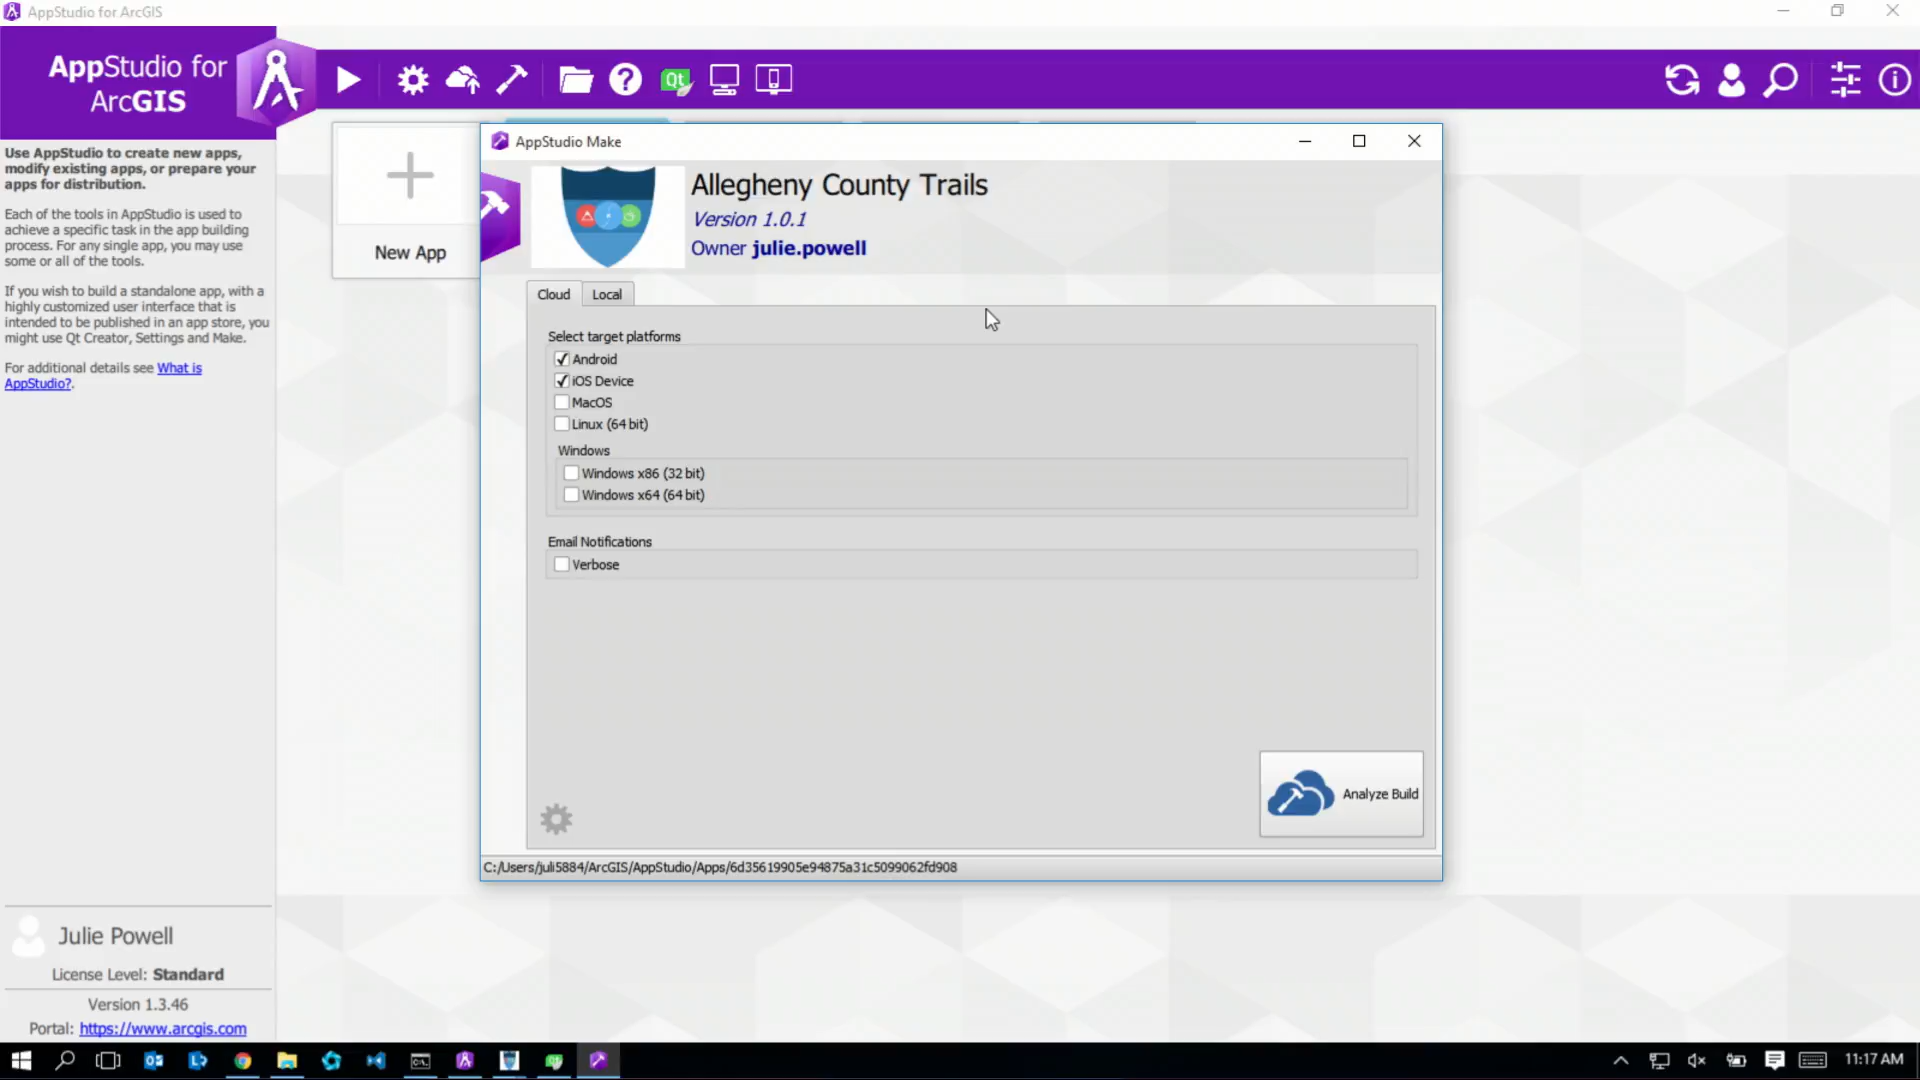 AppStudio for ArcGIS
AppStudio for
ArcGIS
Qt
Use AppStudio to create new apps,
modify existing apps, or prepare your
apps for distribution.
Each of the tools in AppStudio is used to
achieve a specific task in the app building
process. For any single app, you may use
some or all of the tools.
If you wish to build a standalone app, with a
highly customized user interface that is
intended to be published in an app store, you
might use Qt Creator, Settings and Make.
For additional details see What is
AppStudio?.
New App
AppStudio Make
Allegheny County Trails
Version 1.0.1
Owner julie.powell
Cloud
Local
Select target platforms
Android
iOS Device
MacOS
Linux (64 bit)
Windows
Windows x86 (32 bit)
Windows x64 (64 bit)
Email Notifications
Verbose
Analyze Build
C:/Users/juli5884/ArcGIS/AppStudio/Apps/6d35619905e94875a31c5099062fd908
Julie Powell
License Level: Standard
Version 1.3.46
Portal: https://www.arcgis.com
11:17 AM